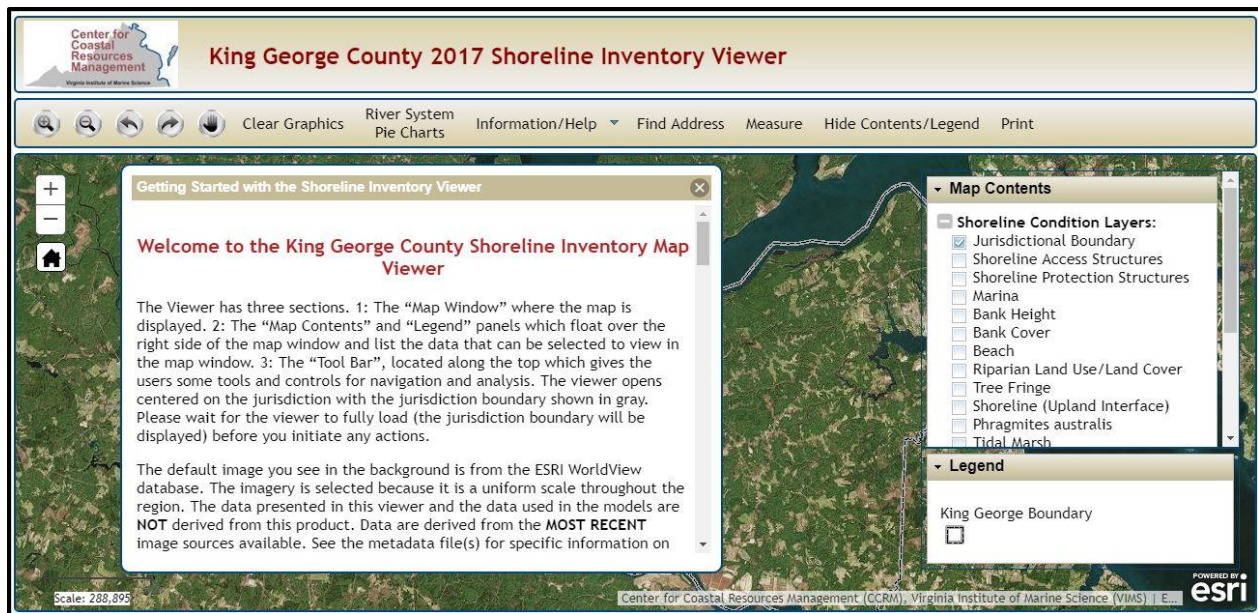 Center for
Coastal
Resources
Management
Virginia Institute of Marine Science
King George County 2017 Shoreline Inventory Viewer
Clear Graphics
River System
Pie Charts
Information/Help
Find Address
Measure
Hide Contents/Legend
Print
+
−
Getting Started with the Shoreline Inventory Viewer
Welcome to the King George County Shoreline Inventory Map
Viewer
The Viewer has three sections. 1: The “Map Window” where the map is
displayed. 2: The “Map Contents” and “Legend” panels which float over the
right side of the map window and list the data that can be selected to view in
the map window. 3: The “Tool Bar”, located along the top which gives the
users some tools and controls for navigation and analysis. The viewer opens
centered on the jurisdiction with the jurisdiction boundary shown in gray.
Please wait for the viewer to fully load (the jurisdiction boundary will be
displayed) before you initiate any actions.
The default image you see in the background is from the ESRI WorldView
database. The imagery is selected because it is a uniform scale throughout the
region. The data presented in this viewer and the data used in the models are
NOT derived from this product. Data are derived from the MOST RECENT
image sources available. See the metadata file(s) for specific information on
Map Contents
Shoreline Condition Layers:
Jurisdictional Boundary
Shoreline Access Structures
Shoreline Protection Structures
Marina
Bank Height
Bank Cover
Beach
Riparian Land Use/Land Cover
Tree Fringe
Shoreline (Upland Interface)
Phragmites australis
Tidal Marsh
Legend
King George Boundary
Scale: 288,895
Center for Coastal Resources Management (CCRM), Virginia Institute of Marine Science (VIMS) | E...
POWERED BY
esri